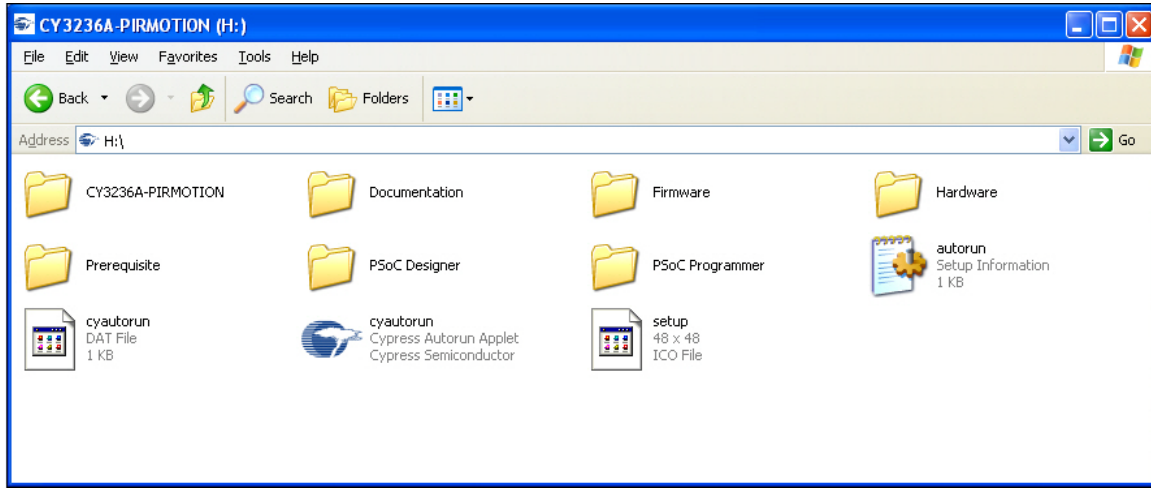 CY3236A-PIRMOTION (H:)
File Edit View Favorites Tools Help
Back Search Folders
Address H:\ Go
CY3236A-PIRMOTION
Documentation
Firmware
Hardware
Prerequisite
PSoC Designer
PSoC Programmer
autorun
Setup Information
1 KB
cyautorun
DAT File
1 KB
cyautorun
Cypress Autorun Applet
Cypress Semiconductor
setup
48 x 48
ICO File